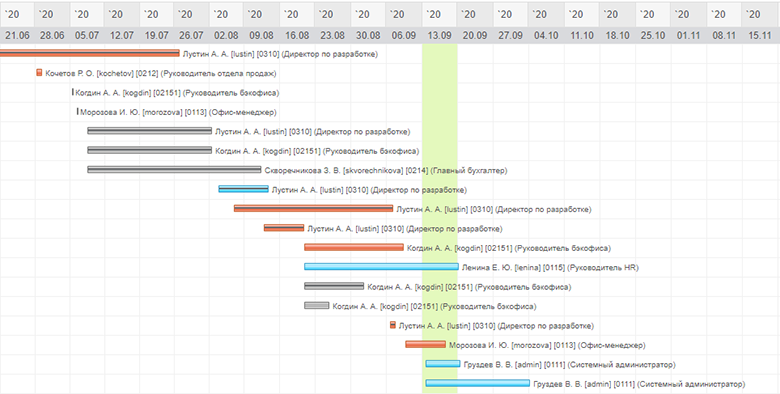 `20 `20 `20 `20 `20 `20 `20 `20 `20 `20 `20 `20 `20 `20 `20 `20 `20 `20 `20 `20 `20 `20
21.06 28.06 05.07 12.07 19.07 26.07 02.08 09.08 16.08 23.08 30.08 06.09 13.09 20.09 27.09 04.10 11.10 18.10 25.10 01.11 08.11 15.11
Лустин А. А. [lustin] [0310] (Директор по разработке)
Кочетов Р. О. [kochetov] [0212] (Руководитель отдела продаж)
Когдин А. А. [kogdin] [02151] (Руководитель бэкофиса)
Морозова И. Ю. [morozova] [0113] (Офис-менеджер)
Лустин А. А. [lustin] [0310] (Директор по разработке)
Когдин А. А. [kogdin] [02151] (Руководитель бэкофиса)
Скворечникова З. В. [skvorechnikova] [0214] (Главный бухгалтер)
Лустин А. А. [lustin] [0310] (Директор по разработке)
Лустин А. А. [lustin] [0310] (Директор по разработке)
Лустин А. А. [lustin] [0310] (Директор по разработке)
Когдин А. А. [kogdin] [02151] (Руководитель бэкофиса)
Ленина Е. Ю. [lenina] [0115] (Руководитель HR)
Когдин А. А. [kogdin] [02151] (Руководитель бэкофиса)
Когдин А. А. [kogdin] [02151] (Руководитель бэкофиса)
Лустин А. А. [lustin] [0310] (Директор по разработке)
Морозова И. Ю. [morozova] [0113] (Офис-менеджер)
Груздев В. В. [admin] [0111] (Системный администратор)
Груздев В. В. [admin] [0111] (Системный администратор)